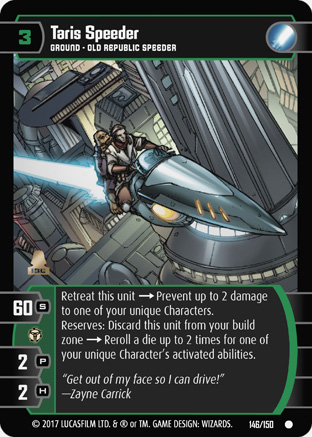 3
Taris Speeder
GROUND - OLD REPUBLIC SPEEDER
60 S
2 P
2 H
Retreat this unit → Prevent up to 2 damage
to one of your unique Characters.
Reserves: Discard this unit from your build
zone → Reroll a die up to 2 times for one of
your unique Character's activated abilities.
"Get out of my face so I can drive!"
—Zayne Carrick
© 2017 LUCASFILM LTD. & ® or TM. GAME DESIGN: WIZARDS. 146/150